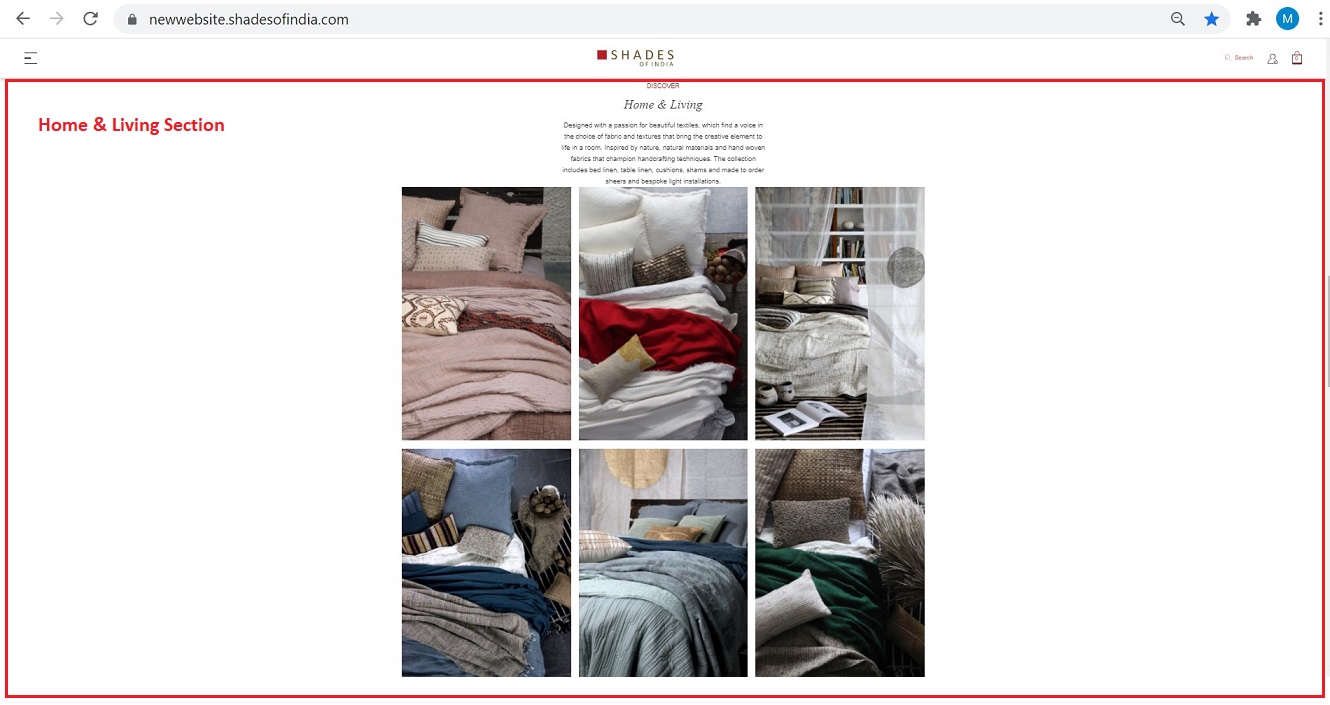 newwebsite.shadesofindia.com
M
SHADES
OF INDIA
Search
0
DISCOVER
Home & Living
Home & Living Section
Designed with a passion for beautiful textiles, which find a voice in
the choice of fabric and textures that bring the creative element to
life in a room. Inspired by nature, natural materials and hand woven
fabrics that champion handcrafting techniques. The collection
includes bed linen, table linen, cushions, shams and made to order
sheers and bespoke light installations.